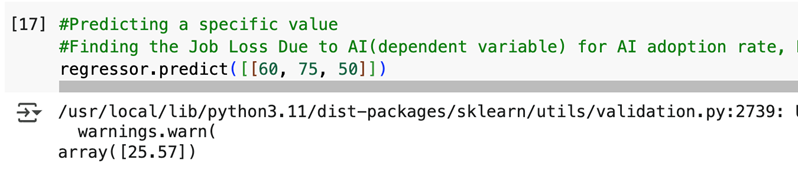 [17] #Predicting a specific value
#Finding the Job Loss Due to AI(dependent variable) for AI adoption rate,
regressor.predict([[60, 75, 50]])
/usr/local/lib/python3.11/dist-packages/sklearn/utils/validation.py:2739:
warnings.warn(
array([25.57])